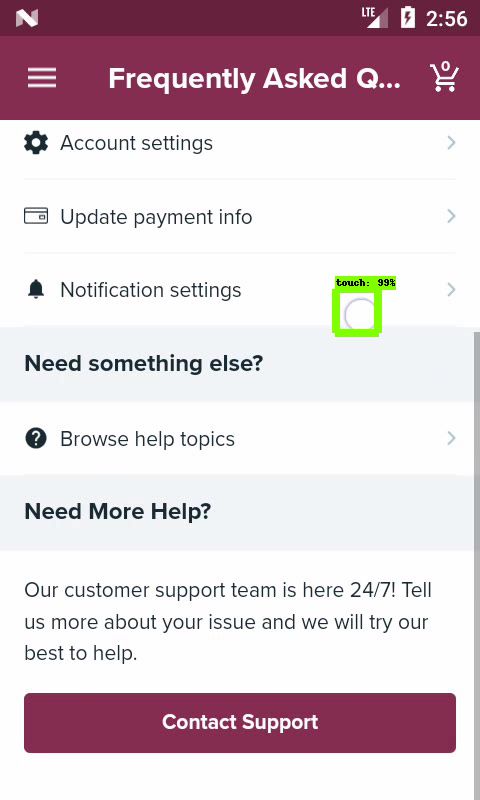 LTE 2:56
Frequently Asked Q... 0
Account settings
Update payment info
touch: 99%
Notification settings
Need something else?
Browse help topics
Need More Help?
Our customer support team is here 24/7! Tell
us more about your issue and we will try our
best to help.
Contact Support